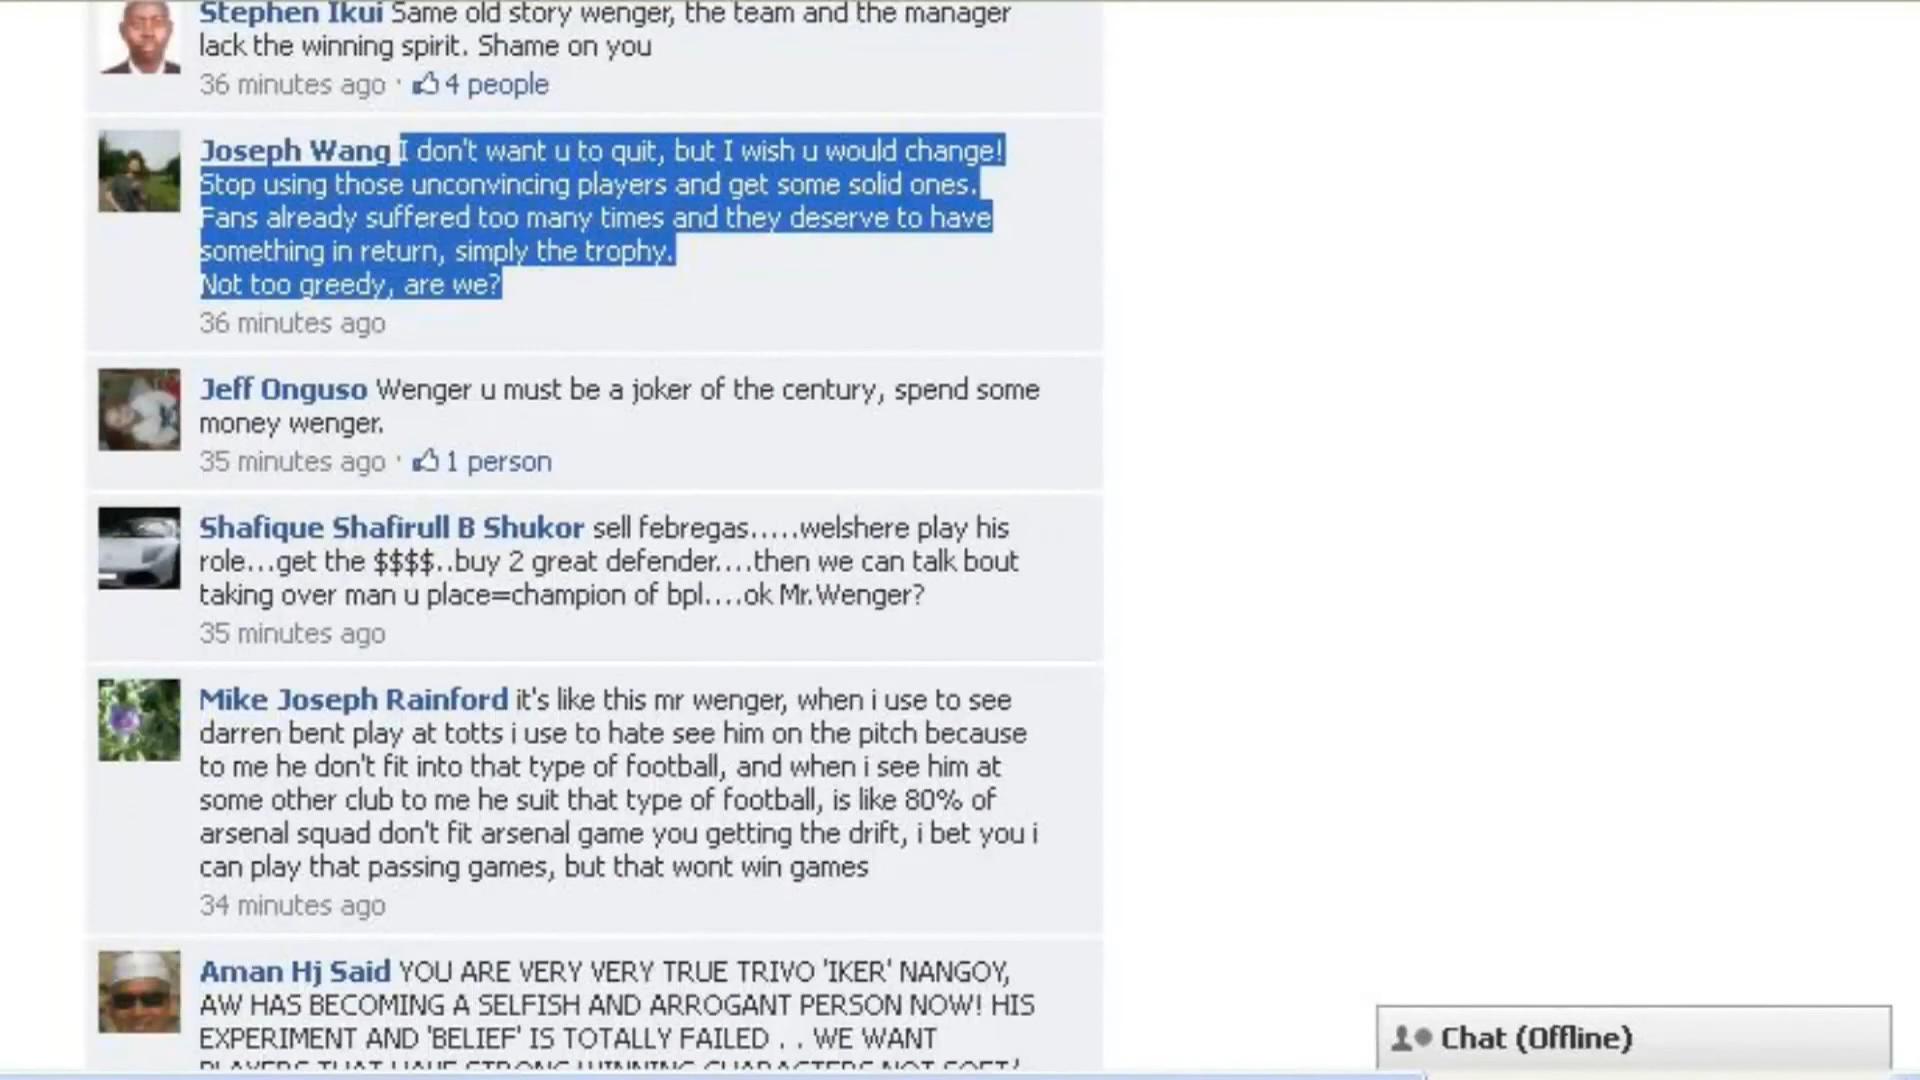 Stephen Ikui Same old story wenger, the team and the manager
lack the winning spirit. Shame on you
36 minutes ago · 4 people
Joseph Wang I don't want u to quit, but I wish u would change!
Stop using those unconvincing players and get some solid ones.
Fans already suffered too many times and they deserve to have
something in return, simply the trophy.
Not too greedy, are we?
36 minutes ago
Jeff Onguso Wenger u must be a joker of the century, spend some
money wenger.
35 minutes ago · 1 person
Shafique Shafirull B Shukor sell febregas.....welshere play his
role...get the $$$$..buy 2 great defender....then we can talk bout
taking over man u place=champion of bpl....ok Mr.Wenger?
35 minutes ago
Mike Joseph Rainford it's like this mr wenger, when i use to see
darren bent play at totts i use to hate see him on the pitch because
to me he don't fit into that type of football, and when i see him at
some other club to me he suit that type of football, is like 80% of
arsenal squad don't fit arsenal game you getting the drift, i bet you i
can play that passing games, but that wont win games
34 minutes ago
Aman Hj Said YOU ARE VERY VERY TRUE TRIVO 'IKER' NANGOY,
AW HAS BECOMING A SELFISH AND ARROGANT PERSON NOW! HIS
EXPERIMENT AND 'BELIEF' IS TOTALLY FAILED . . WE WANT
PLAYERS THAT HAVE STRONG WINNING CHARACTERS NOT SOFT/
Chat (Offline)